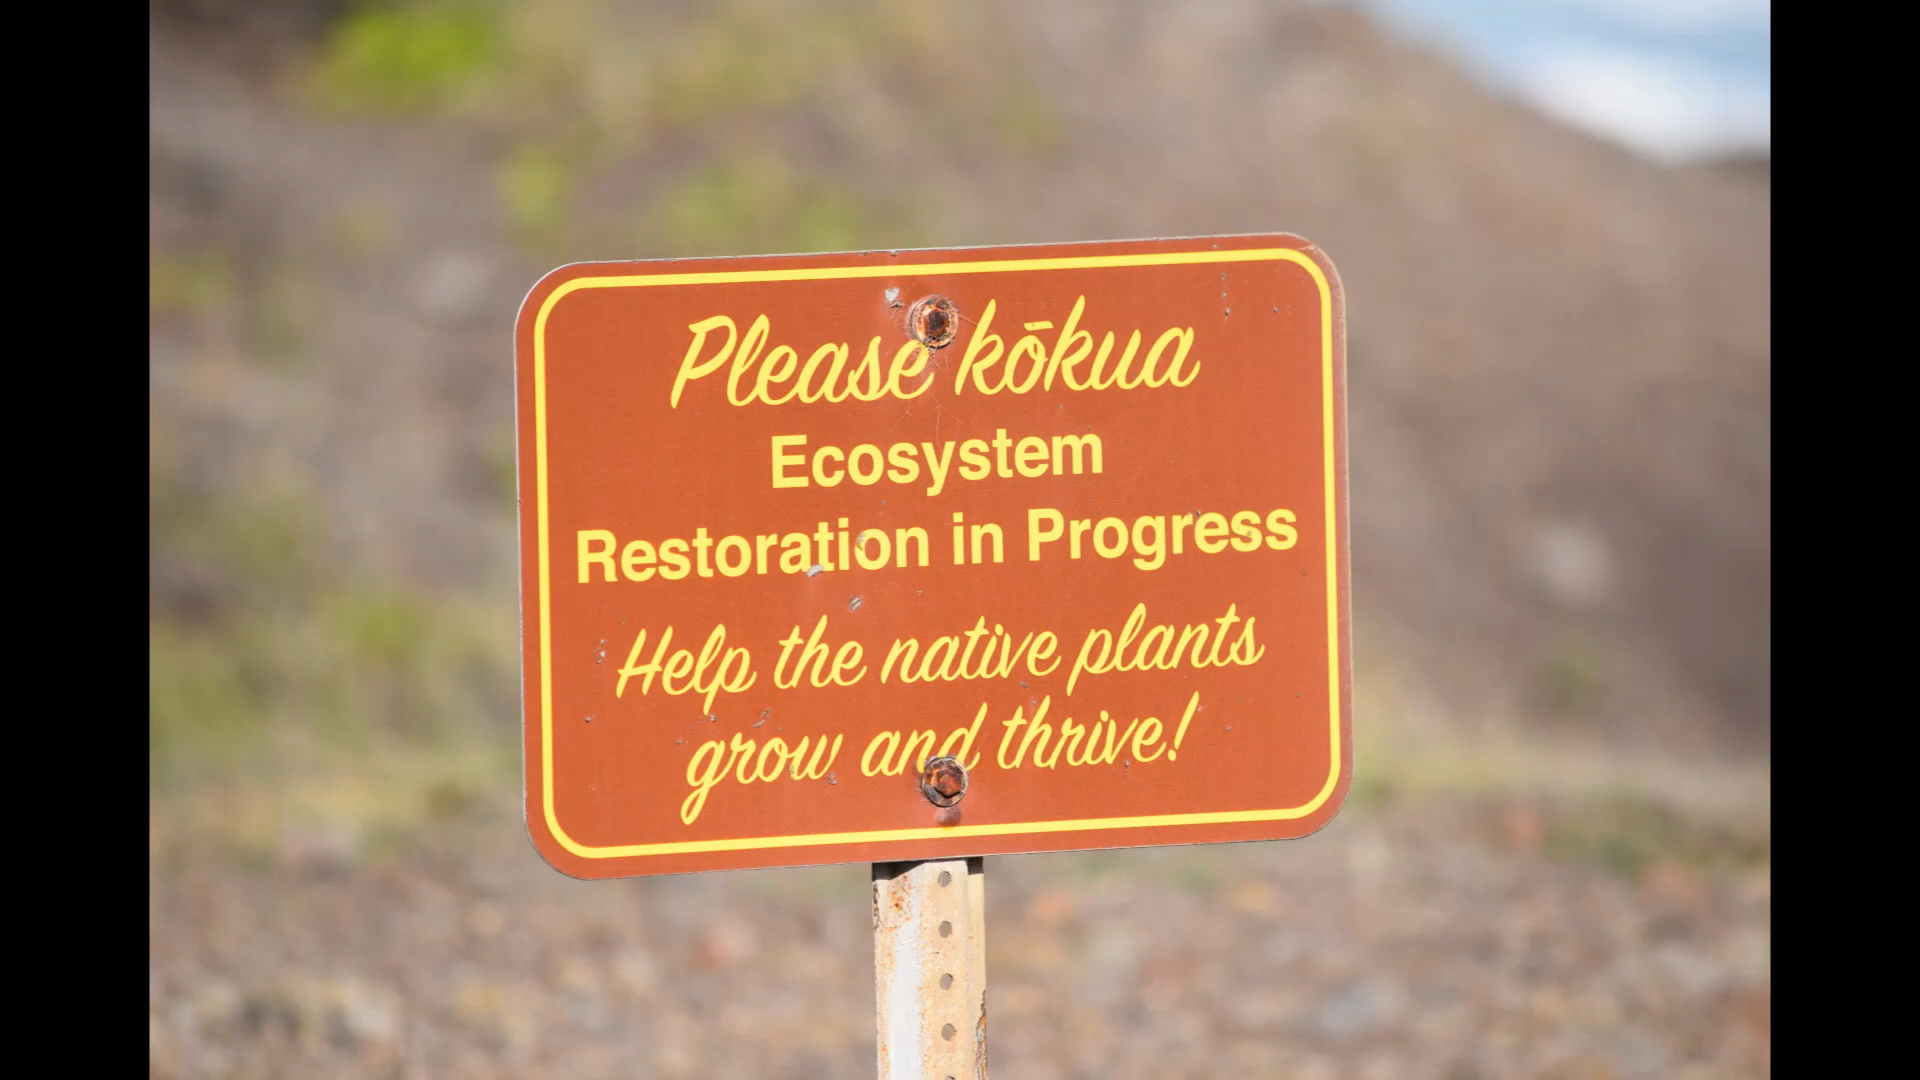 Please kōkua
Ecosystem
Restoration in Progress
Help the native plants
grow and thrive!